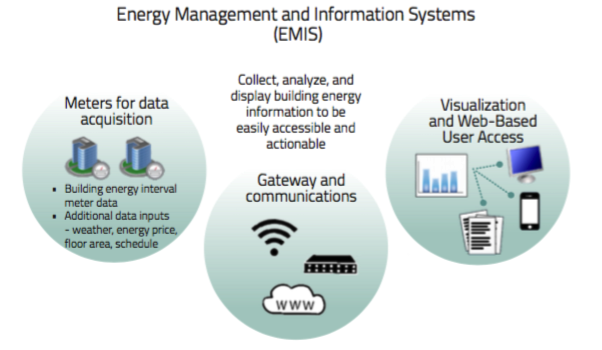 Energy Management and Information Systems
(EMIS)
Collect, analyze, and
display building energy
information to be
easily accessible and
actionable
Meters for data
acquisition
• Building energy interval
meter data
• Additional data inputs
- weather, energy price,
floor area, schedule
Gateway and
communications
www
Visualization
and Web-Based
User Access